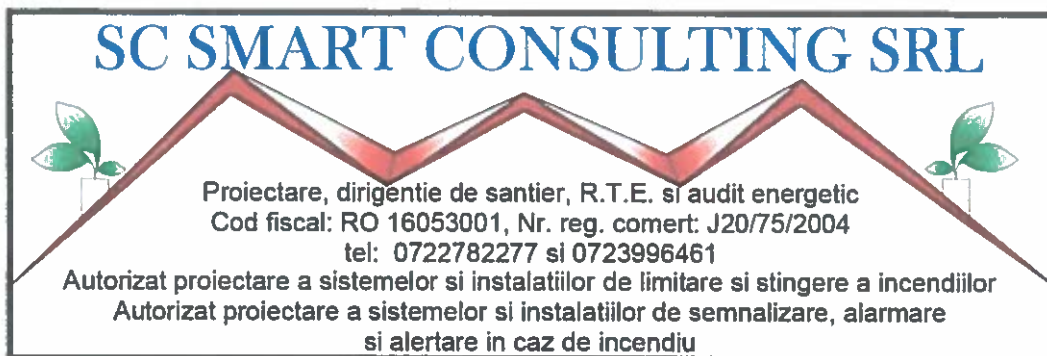 SC SMART CONSULTING SRL
Proiectare, dirigentie de santier, R.T.E. si audit energetic
Cod fiscal: RO 16053001, Nr. reg. comert: J20/75/2004
tel: 0722782277 si 0723996461
Autorizat proiectare a sistemelor si instalatiilor de limitare si stingere a incendiilor
Autorizat proiectare a sistemelor si instalatiilor de semnalizare, alarmare
si alertare in caz de incendiu